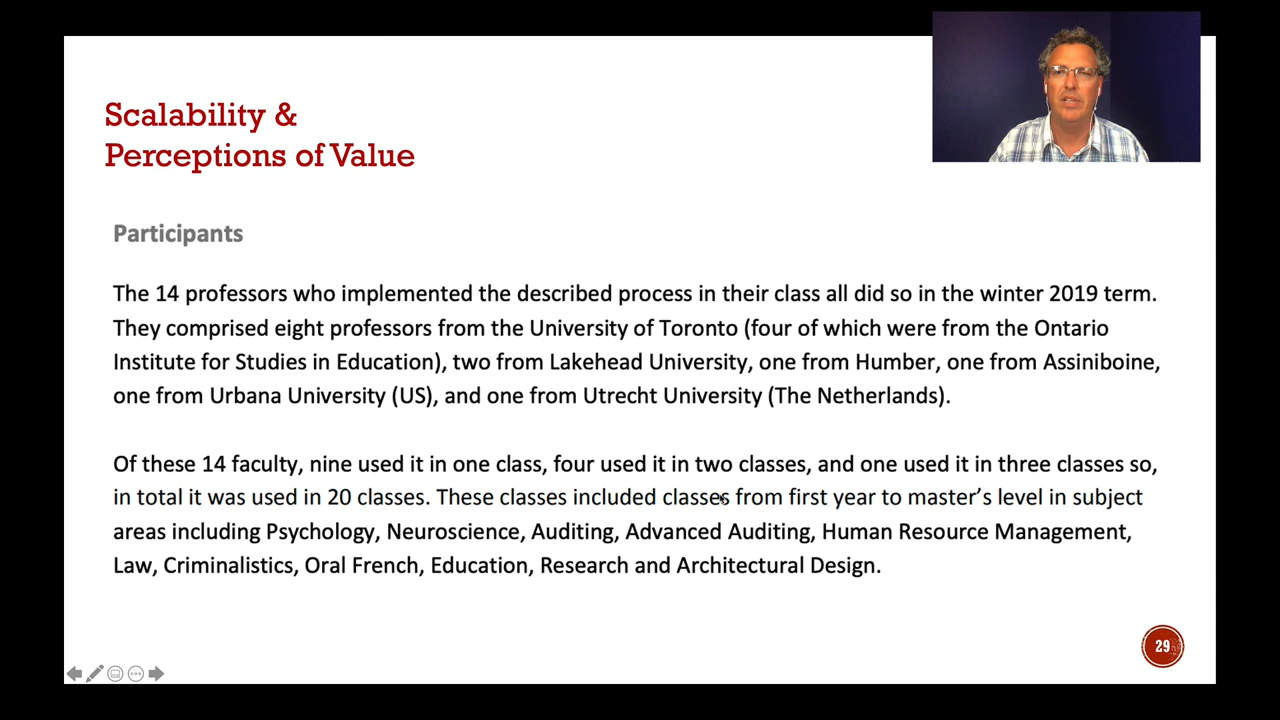 Scalability &
Perceptions of Value
Participants
The 14 professors who implemented the described process in their class all did so in the winter 2019 term.
They comprised eight professors from the University of Toronto (four of which were from the Ontario
Institute for Studies in Education), two from Lakehead University, one from Humber, one from Assiniboine,
one from Urbana University (US), and one from Utrecht University (The Netherlands).
Of these 14 faculty, nine used it in one class, four used it in two classes, and one used it in three classes so,
in total it was used in 20 classes. These classes included classes from first year to master's level in subject
areas including Psychology, Neuroscience, Auditing, Advanced Auditing, Human Resource Management,
Law, Criminalistics, Oral French, Education, Research and Architectural Design.
29